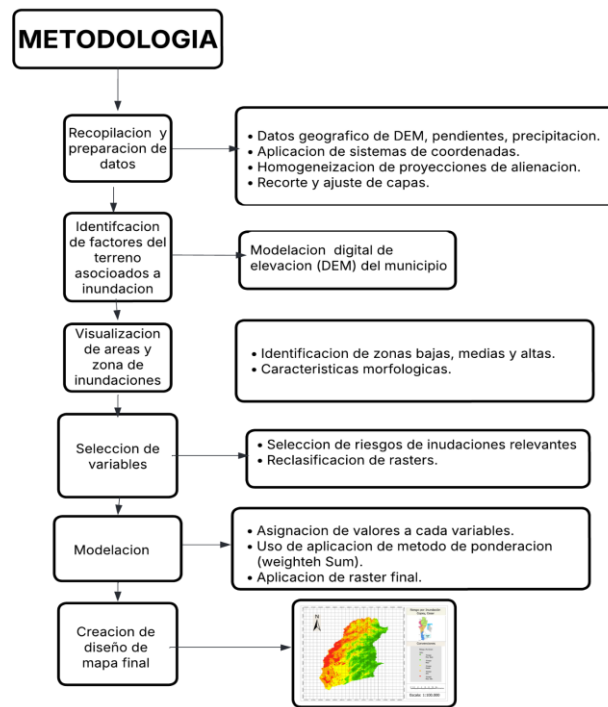 METODOLOGIA
Recopilacion y
preparacion de
datos
• Datos geografico de DEM, pendientes, precipitacion.
• Aplicacion de sistemas de coordenadas.
• Homogeneizacion de proyecciones de alienacion.
• Recorte y ajuste de capas.
Identifcacion
de factores del
terreno
asocioados a
inundacion
Modelacion digital de
elevacion (DEM) del municipio
Visualizacion
de areas y
zona de
inundaciones
• Identificacion de zonas bajas, medias y altas.
• Caracteristicas morfologicas.
Seleccion de
variables
• Seleccion de riesgos de inudaciones relevantes
• Reclasificacion de rasters.
Modelacion
• Asignacion de valores a cada variables.
• Uso de aplicacion de metodo de ponderacion
(weighteh Sum).
• Aplicacion de raster final.
Creacion de
diseño de
mapa final
N